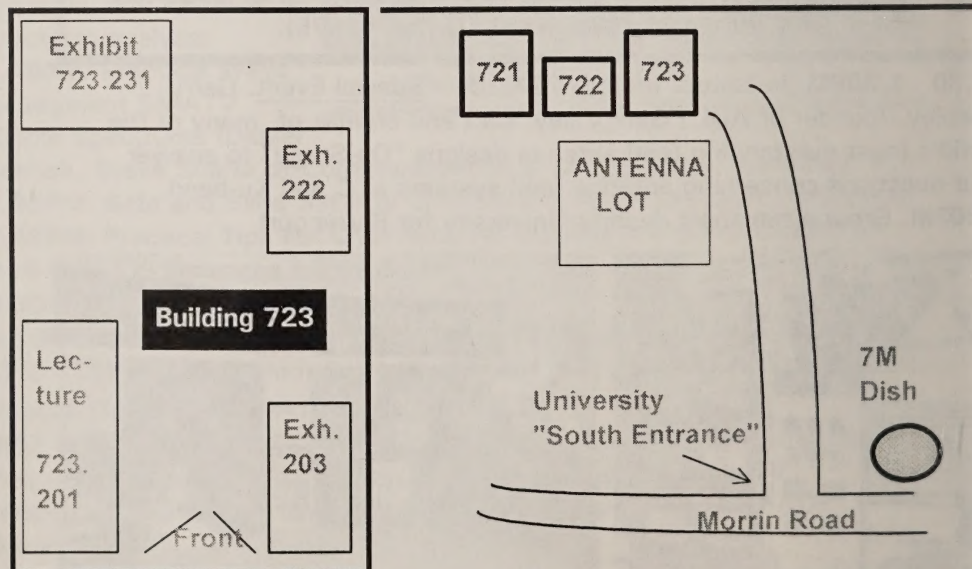 Exhibit
723.231
Exh.
222
Building 723
Lec-
ture
723.
201
Exh.
203
Front
721
722
723
ANTENNA
LOT
7M
Dish
University
"South Entrance"
Morrin Road